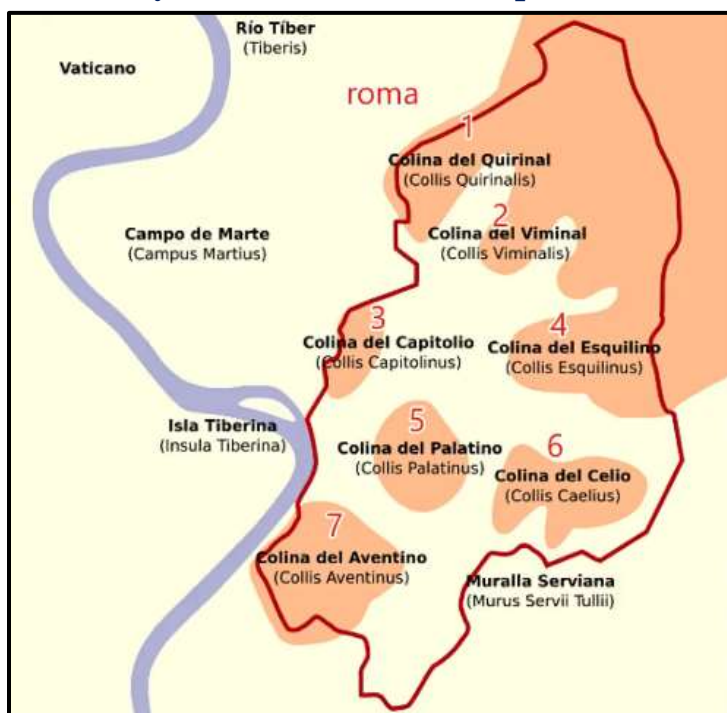 Río Tíber
(Tiberis)
Vaticano
roma
1
Colina del Quirinal
(Collis Quirinalis)
2
Campo de Marte
(Campus Martius)
Colina del Viminal
(Collis Viminalis)
3
Colina del Capitolio
(Collis Capitolinus)
4
Colina del Esquilino
(Collis Esquilinus)
Isla Tiberina
(Insula Tiberina)
5
Colina del Palatino
(Collis Palatinus)
6
Colina del Celio
(Collis Caelius)
7
Colina del Aventino
(Collis Aventinus)
Muralla Serviana
(Murus Servii Tullii)